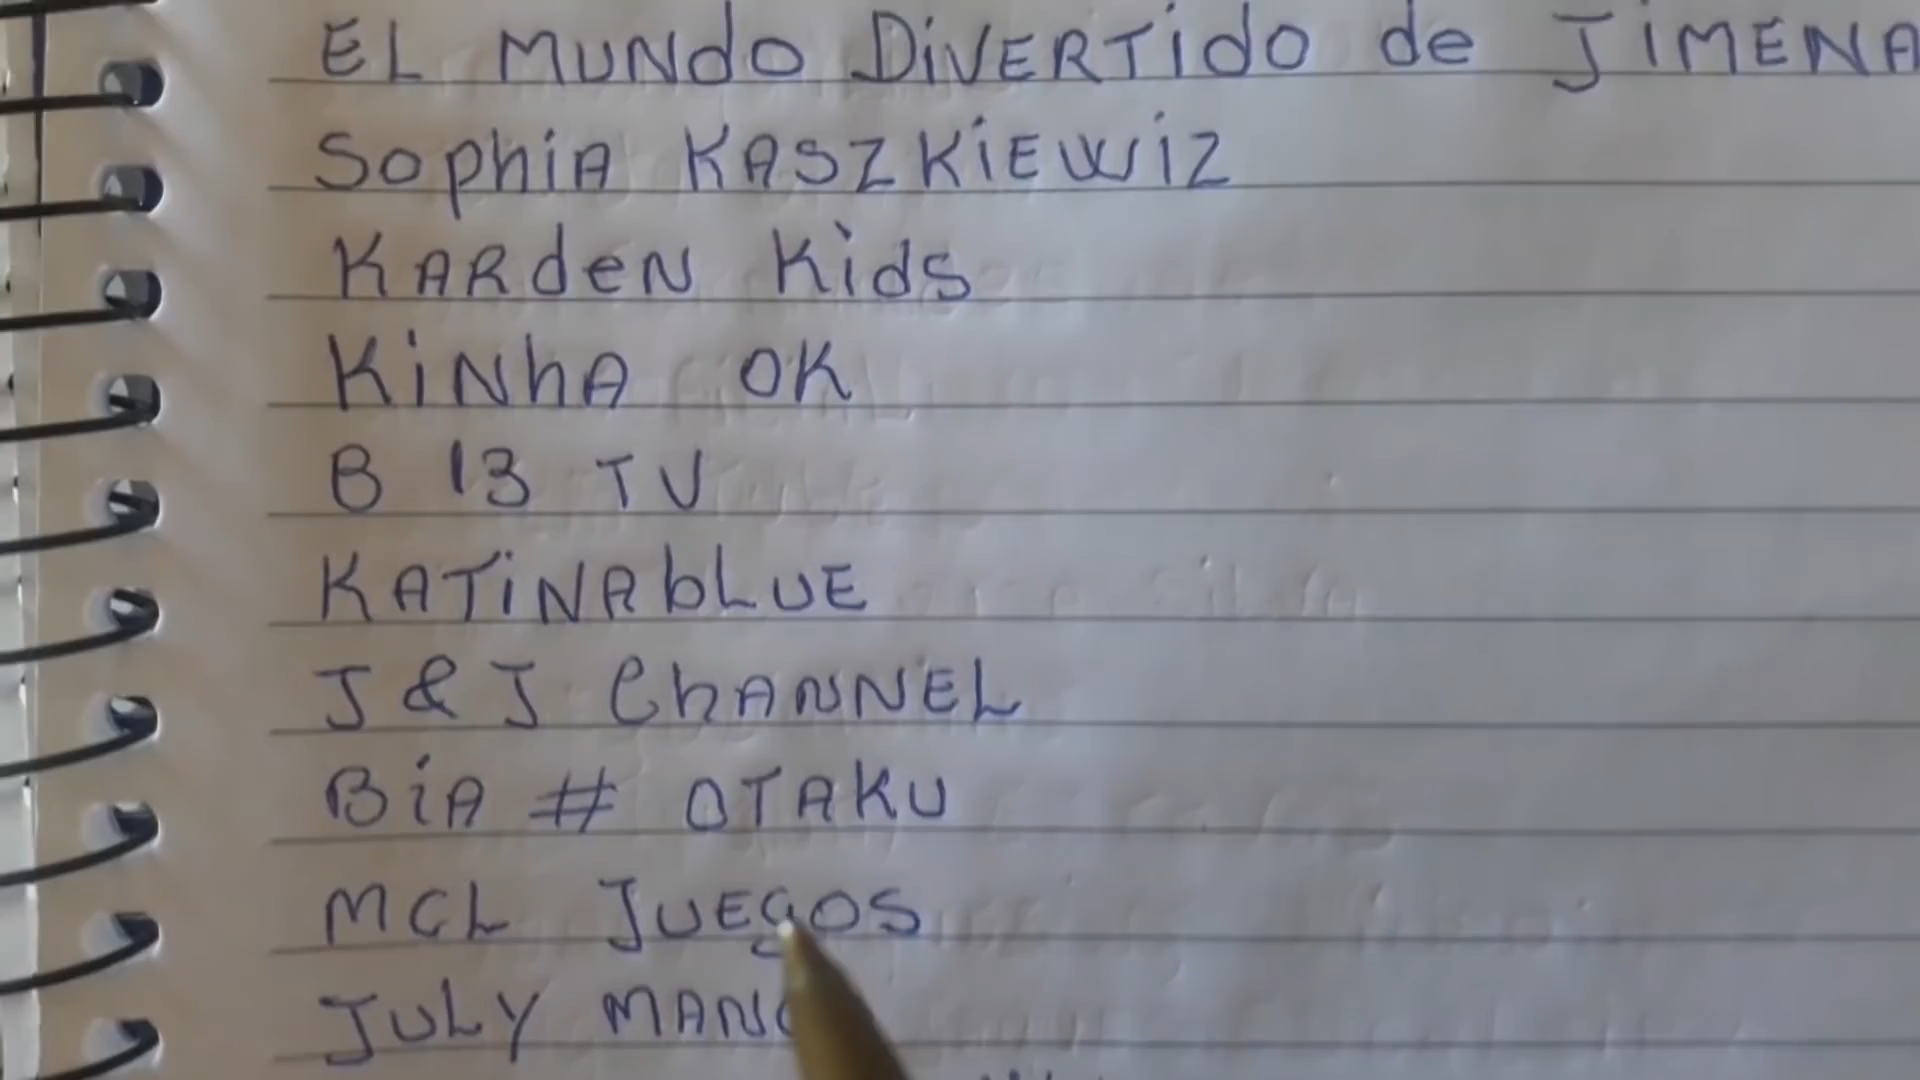 EL MUNdO DiVERTido de JiMENA
SophiA KASZKiEWiZ
KARdeN Kids
KiNhA OK
B 13 TV
KATiNAbLUE
J & J ChANNEL
BiA # OTAKU
MCL JUEgOS
JULY